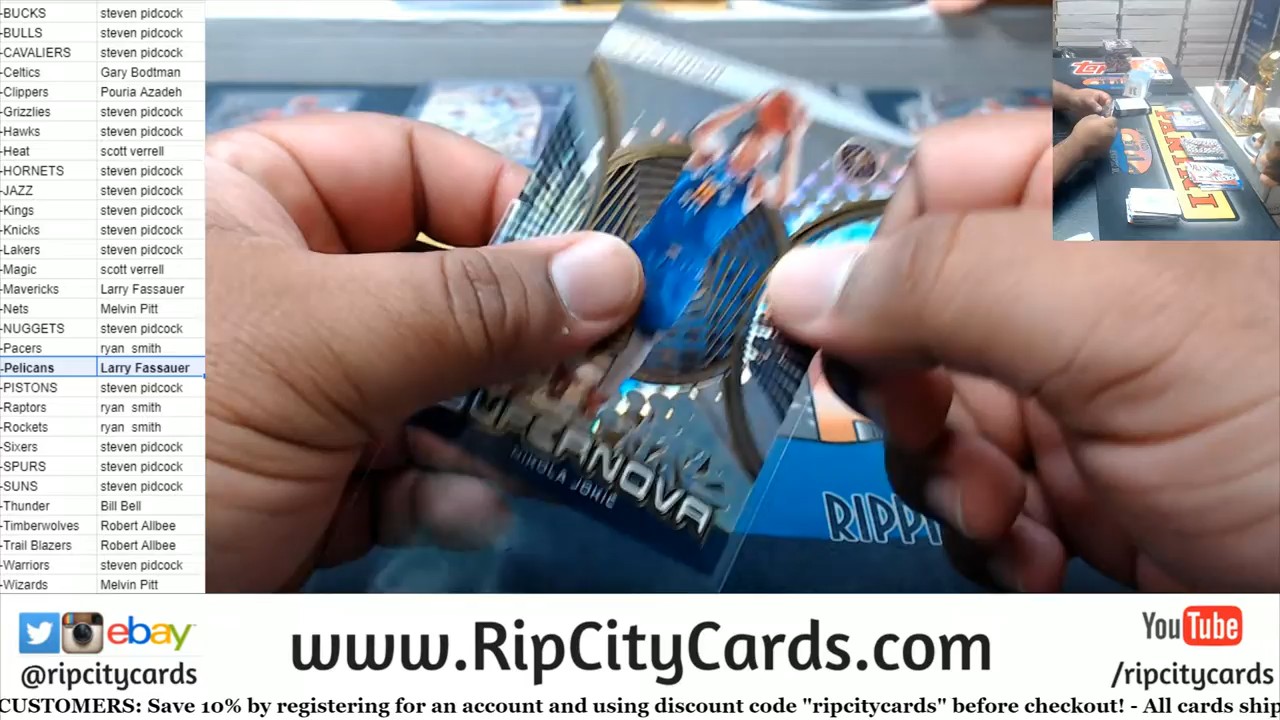 -BUCKS steven pidcock
-BULLS steven pidcock
-CAVALIERS steven pidcock
-Celtics Gary Bodtman
-Clippers Pouria Azadeh
-Grizzlies steven pidcock
-Hawks steven pidcock
-Heat scott verrell
-HORNETS steven pidcock
-JAZZ steven pidcock
-Kings steven pidcock
-Knicks steven pidcock
-Lakers steven pidcock
-Magic scott verrell
-Mavericks Larry Fassauer
-Nets Melvin Pitt
-NUGGETS steven pidcock
-Pacers ryan smith
-Pelicans Larry Fassauer
-PISTONS steven pidcock
-Raptors ryan smith
-Rockets ryan smith
-Sixers steven pidcock
-SPURS steven pidcock
-SUNS steven pidcock
-Thunder Bill Bell
-Timberwolves Robert Allbee
-Trail Blazers Robert Allbee
-Warriors steven pidcock
-Wizards Melvin Pitt
SUPERNOVA
NIKOLA JOKIĆ
RIPPI
PANINI
ebay
@ripcitycards
www.RipCityCards.com
YouTube
/ripcitycards
CUSTOMERS: Save 10% by registering for an account and using discount code "ripcitycards" before checkout! - All cards ship